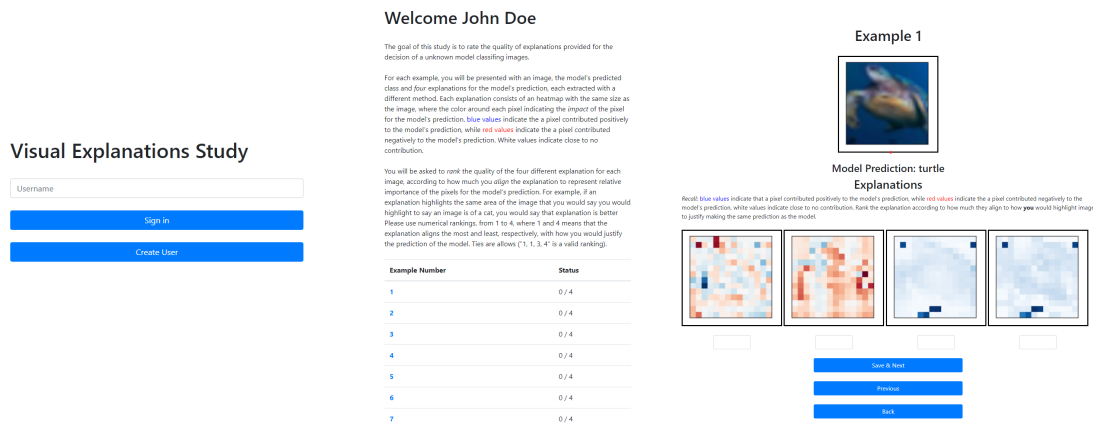 Visual Explanations Study
Username
Sign in
Create User
Welcome John Doe
The goal of this study is to rate the quality of explanations provided for the
decision of a unknown model classifing images.
For each example, you will be presented with an image, the model's predicted
class and four explanations for the model's prediction, each extracted with a
different method. Each explanation consists of an heatmap with the same size as
the image, where the color around each pixel indicating the impact of the pixel
for the model's prediction. blue values indicate the a pixel contributed positively
to the model's prediction, while red values indicate the a pixel contributed
negatively to the model's prediction. White values indicate close to no
contribution.
You will be asked to rank the quality of the four different explanation for each
image, according to how much you align the explanation to represent relative
importance of the pixels for the model's prediction. For example, if an
explanation highlights the same area of the image that you would say you would
highlight to say an image is of a cat, you would say that explanation is better
Please use numerical rankings, from 1 to 4, where 1 and 4 means that the
explanation aligns the most and least, respectively, with how you would justify
the prediction of the model. Ties are allows ("1, 1, 3, 4" is a valid ranking).
Example Number Status
1 0 / 4
2 0 / 4
3 0 / 4
4 0 / 4
5 0 / 4
6 0 / 4
7 0 / 4
Example 1
Model Prediction: turtle
Explanations
Recall: blue values indicate that a pixel contributed positively to the model's prediction, while red values indicate the a pixel contributed negatively to the
model's prediction, white values indicate close to no contribution. Rank the explanation according to how much they align to how you would highlight image
to justify making the same prediction as the model.
Save & Next
Previous
Back